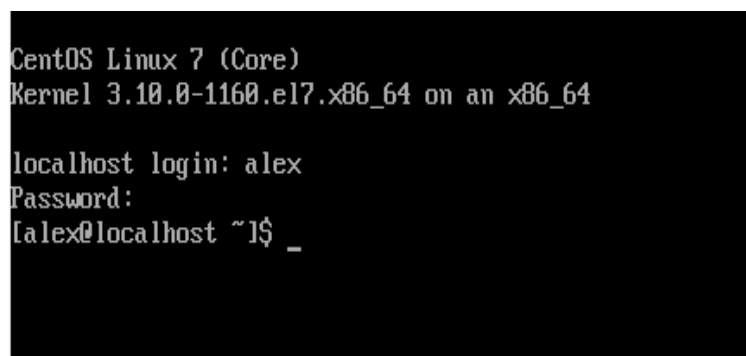 CentOS Linux 7 (Core)
Kernel 3.10.0-1160.el7.x86_64 on an x86_64
localhost login: alex
Password:
[alex@localhost ~]$ _